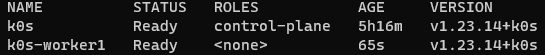 NAME STATUS ROLES AGE VERSION
k0s Ready control-plane 5h16m v1.23.14+k0s
k0s-worker1 Ready <none> 65s v1.23.14+k0s